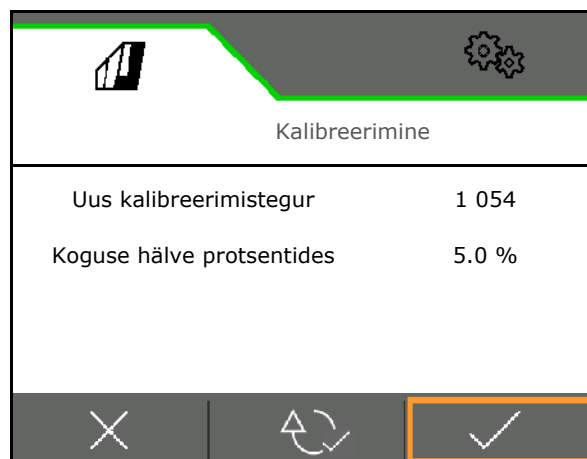 Kalibreerimine
Uus kalibreerimistegur 1 054
Koguse hälve protsentides 5.0 %